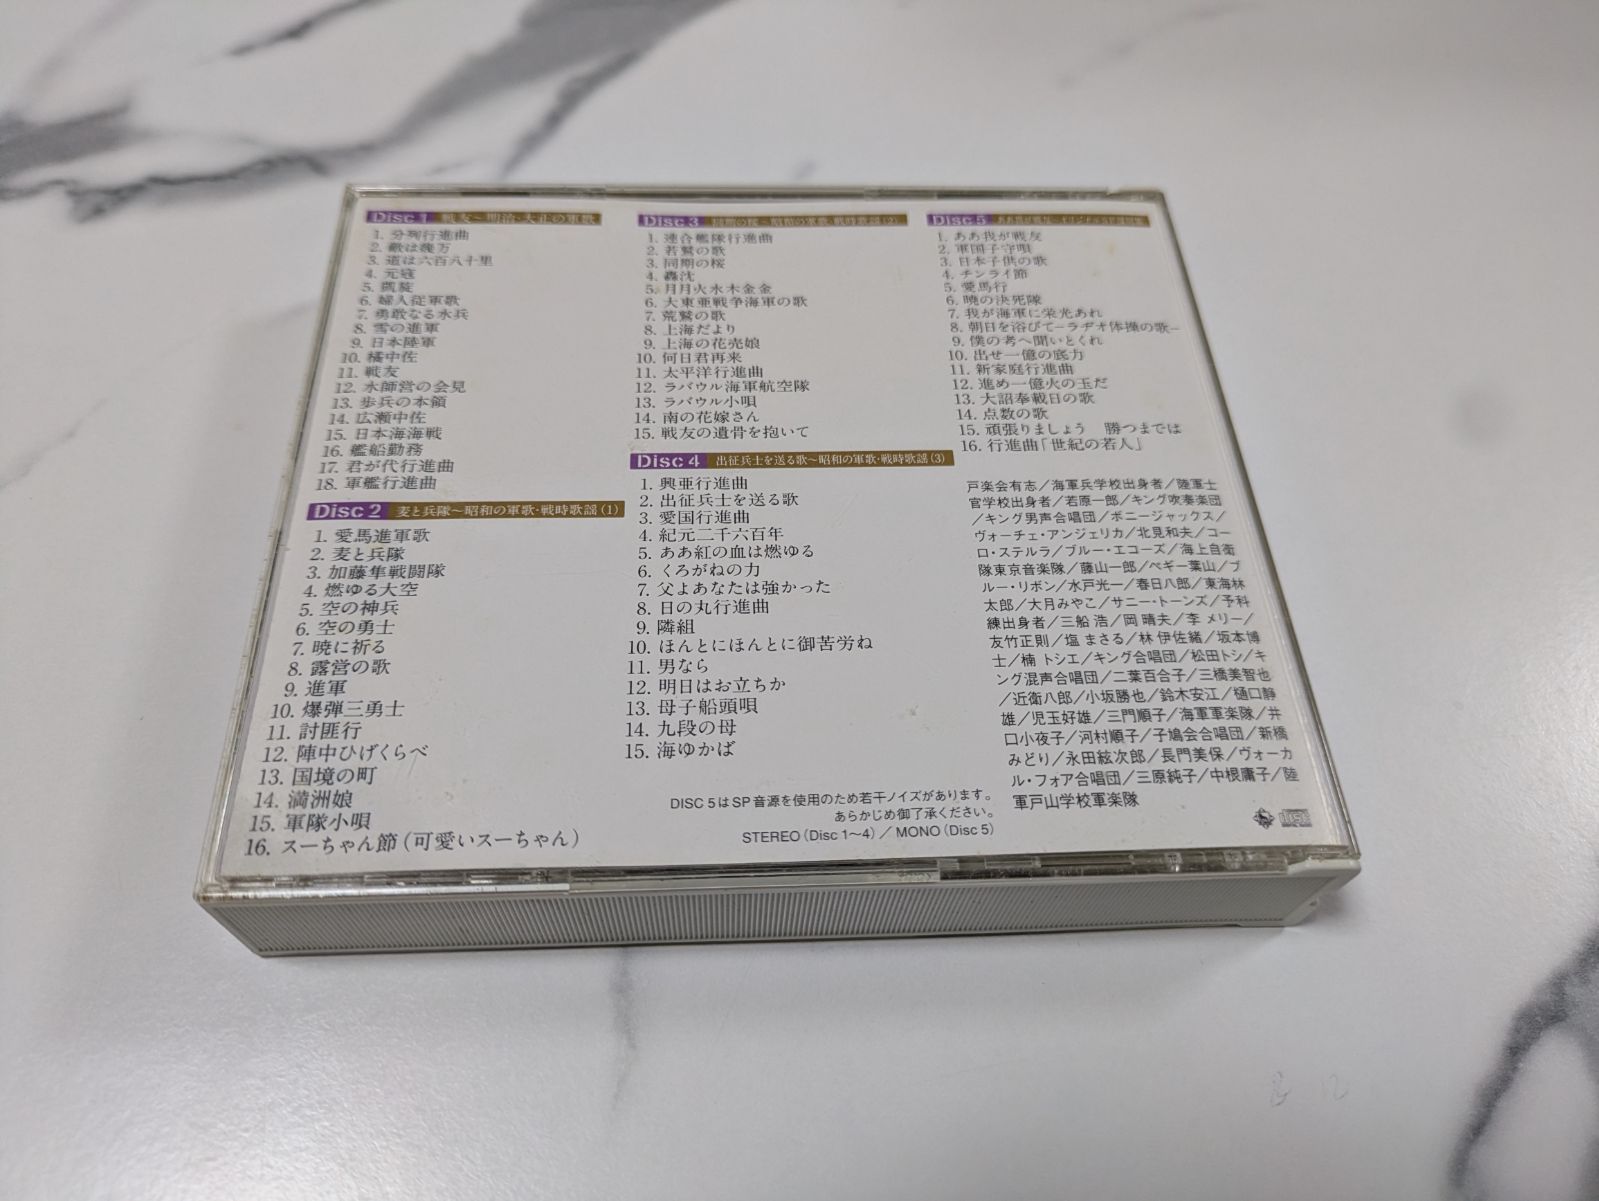 Disc 1 戦友〜明治・大正の軍歌
1. 分列行進曲
2. 敵は幾万
3. 道は六百八十里
4. 元寇
5. 凱旋
6. 婦人従軍歌
7. 勇敢なる水兵
8. 雪の進軍
9. 日本陸軍
10. 橘中佐
11. 戦友
12. 水師営の会見
13. 歩兵の本領
14. 広瀬中佐
15. 日本海海戦
16. 艦船勤務
17. 君が代行進曲
18. 軍艦行進曲
Disc 2 麦と兵隊〜昭和の軍歌・戦時歌謡(1)
1. 愛馬進軍歌
2. 麦と兵隊
3. 加藤隼戦闘隊
4. 燃ゆる大空
5. 空の神兵
6. 空の勇士
7. 暁に祈る
8. 露営の歌
9. 進軍
10. 爆弾三勇士
11. 討匪行
12. 陣中ひげくらべ
13. 国境の町
14. 満洲娘
15. 軍隊小唄
16. スーちゃん節(可愛いスーちゃん)
Disc 3 同期の桜〜昭和の軍歌・戦時歌謡(2)
1. 連合艦隊行進曲
2. 若鷲の歌
3. 同期の桜
4. 轟沈
5. 月月火水木金金
6. 大東亜戦争海軍の歌
7. 荒鷲の歌
8. 上海だより
9. 上海の花売娘
10. 何日君再来
11. 太平洋行進曲
12. ラバウル海軍航空隊
13. ラバウル小唄
14. 南の花嫁さん
15. 戦友の遺骨を抱いて
Disc 4 出征兵士を送る歌〜昭和の軍歌・戦時歌謡(3)
1. 興亜行進曲
2. 出征兵士を送る歌
3. 愛国行進曲
4. 紀元二千六百年
5. ああ紅の血は燃ゆる
6. くろがねの力
7. 父よあなたは強かった
8. 日の丸行進曲
9. 隣組
10. ほんとにほんとに御苦労ね
11. 男なら
12. 明日はお立ちか
13. 母子船頭唄
14. 九段の母
15. 海ゆかば
Disc 5 ああ我が戦友〜オリジナルSP原盤集
1. ああ我が戦友
2. 軍国子守唄
3. 日本子供の歌
4. チンライ節
5. 愛馬行
6. 暁の決死隊
7. 我が海軍に栄光あれ
8. 朝日を浴びて−ラヂオ体操の歌−
9. 僕の考へ聞いとくれ
10. 出せ一億の底力
11. 新家庭行進曲
12. 進め一億火の玉だ
13. 大詔奉戴日の歌
14. 点数の歌
15. 頑張りましょう 勝つまでは
16. 行進曲「世紀の若人」
戸楽会有志／海軍兵学校出身者／陸軍士
官学校出身者／若原一郎／キング吹奏楽団
／キング男声合唱団／ボニージャックス／
ヴォーチェ・アンジェリカ／北見和夫／コー
ロ・ステルラ／ブルー・エコーズ／海上自衛
隊東京音楽隊／藤山一郎／ペギー葉山／ブ
ルー・リボン／水戸光一／春日八郎／東海林
太郎／大月みやこ／サニー・トーンズ／予科
練出身者／三船 浩／岡 晴夫／李 メリー／
友竹正則／塩 まさる／林 伊佐緒／坂本博
士／楠 トシエ／キング合唱団／松田トシ／キ
ング混声合唱団／二葉百合子／三橋美智也
／近衛八郎／小坂勝也／鈴木安江／樋口静
雄／児玉好雄／三門順子／海軍軍楽隊／井
口小夜子／河村順子／子鳩会合唱団／新橋
みどり／永田絃次郎／長門美保／ヴォーカ
ル・フォア合唱団／三原純子／中根庸子／陸
軍戸山学校軍楽隊
DISC 5はSP音源を使用のため若干ノイズがあります。
あらかじめ御了承ください。
STEREO(Disc 1〜4)／MONO(Disc 5)